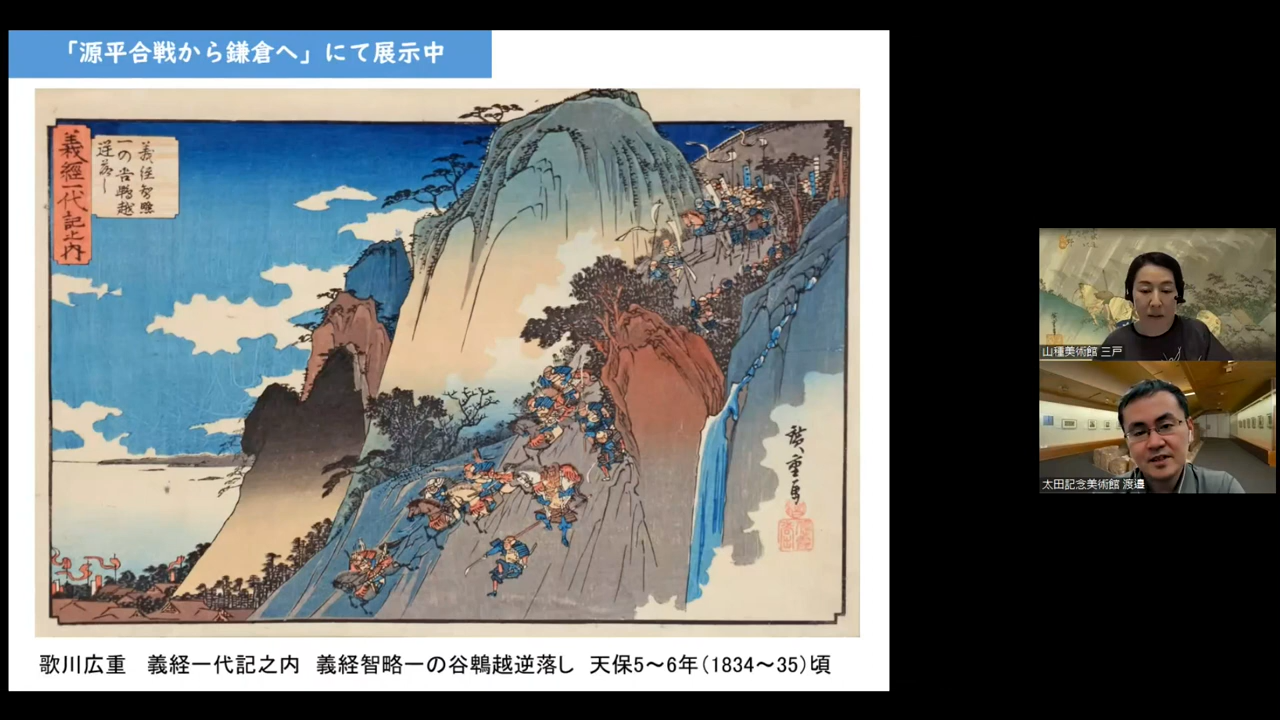 「源平合戦から鎌倉へ」にて展示中
義經一代記之内
義経智略
一の谷鵯越
逆落し
廣重画
歌川広重　義経一代記之内　義経智略一の谷鵯越逆落し　天保5～6年（1834～35）頃
山種美術館 三戸
太田記念美術館 渡邉